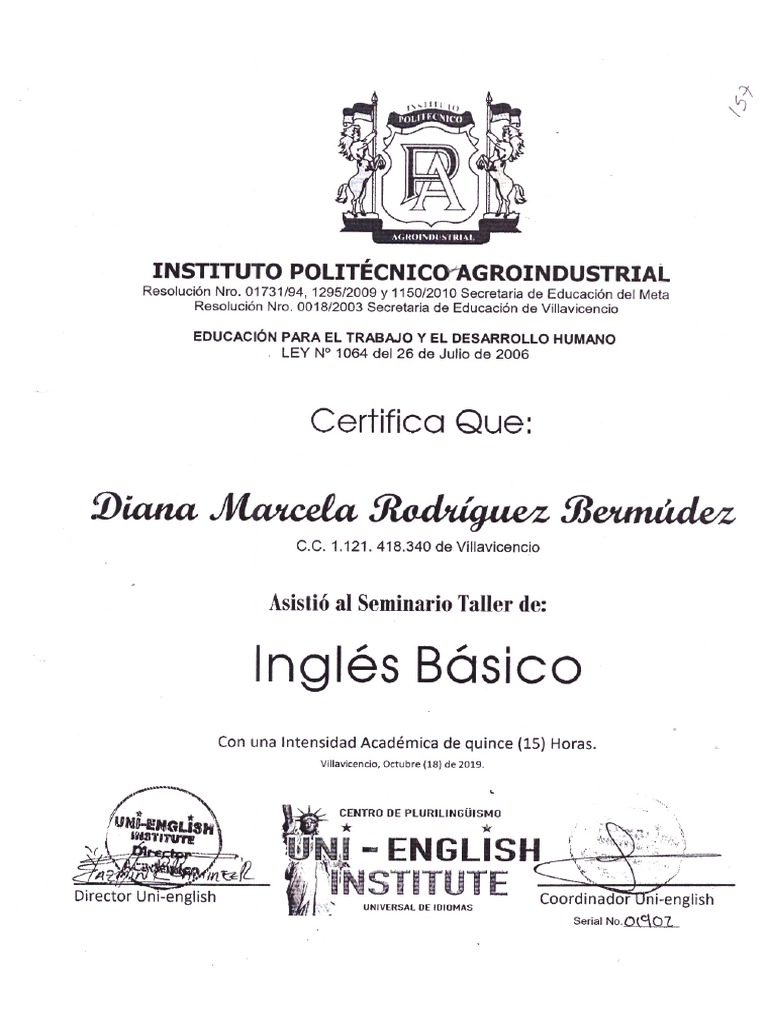 157
INSTITUTO
POLITECNICO
PA
AGROINDUSTRIAL
INSTITUTO POLITÉCNICO AGROINDUSTRIAL
Resolución Nro. 01731/94, 1295/2009 y 1150/2010 Secretaria de Educación del Meta
Resolución Nro. 0018/2003 Secretaria de Educación de Villavicencio
EDUCACIÓN PARA EL TRABAJO Y EL DESARROLLO HUMANO
LEY Nº 1064 del 26 de Julio de 2006
Certifica Que:
Diana Marcela Rodríguez Bermúdez
C.C. 1.121. 418.340 de Villavicencio
Asistió al Seminario Taller de:
Inglés Básico
Con una Intensidad Académica de quince (15) Horas.
Villavicencio, Octubre (18) de 2019.
UNI-ENGLISH
INSTITUTE
Director
Académico
Director Uni-english
CENTRO DE PLURILINGÜISMO
UNI - ENGLISH
INSTITUTE
UNIVERSAL DE IDIOMAS
Coordinador Uni-english
Serial No. 01902